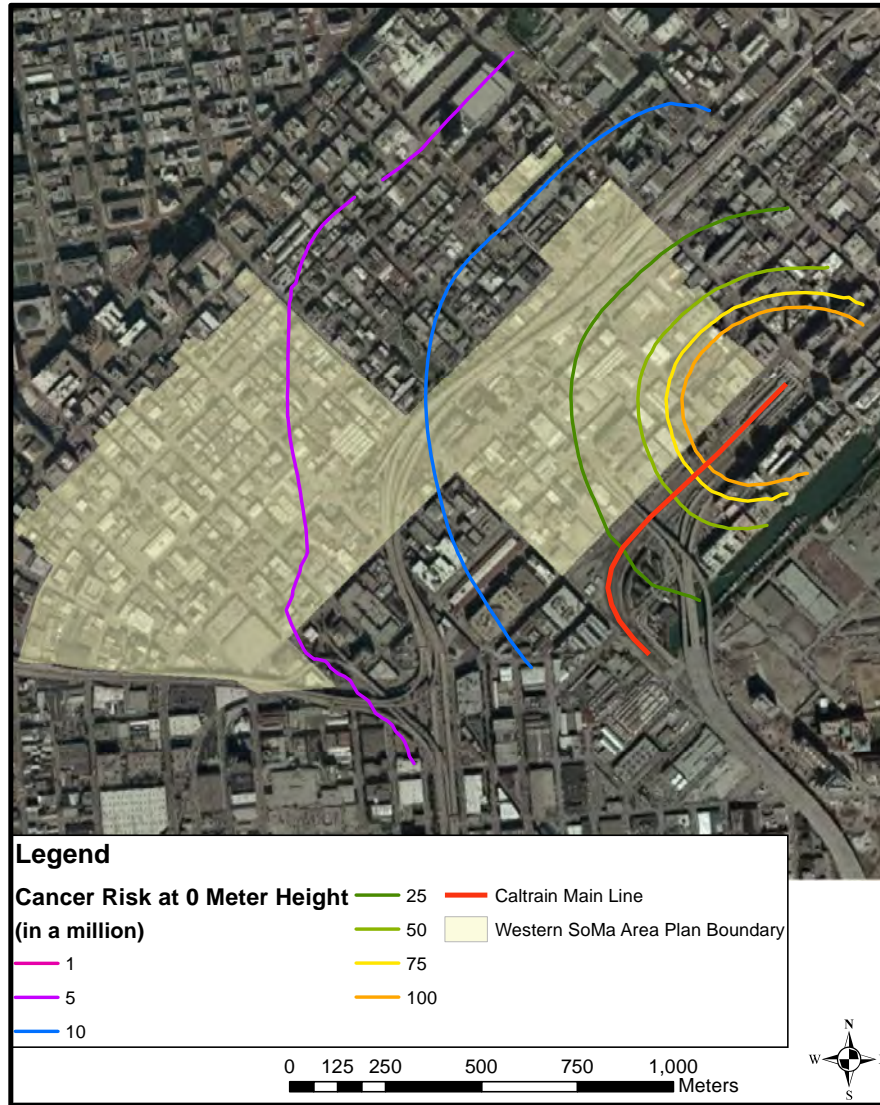 Legend
Cancer Risk at 0 Meter Height
(in a million)
1
5
10
25
50
75
100
Caltrain Main Line
Western SoMa Area Plan Boundary
0 125 250 500 750 1,000
Meters
N
W
S